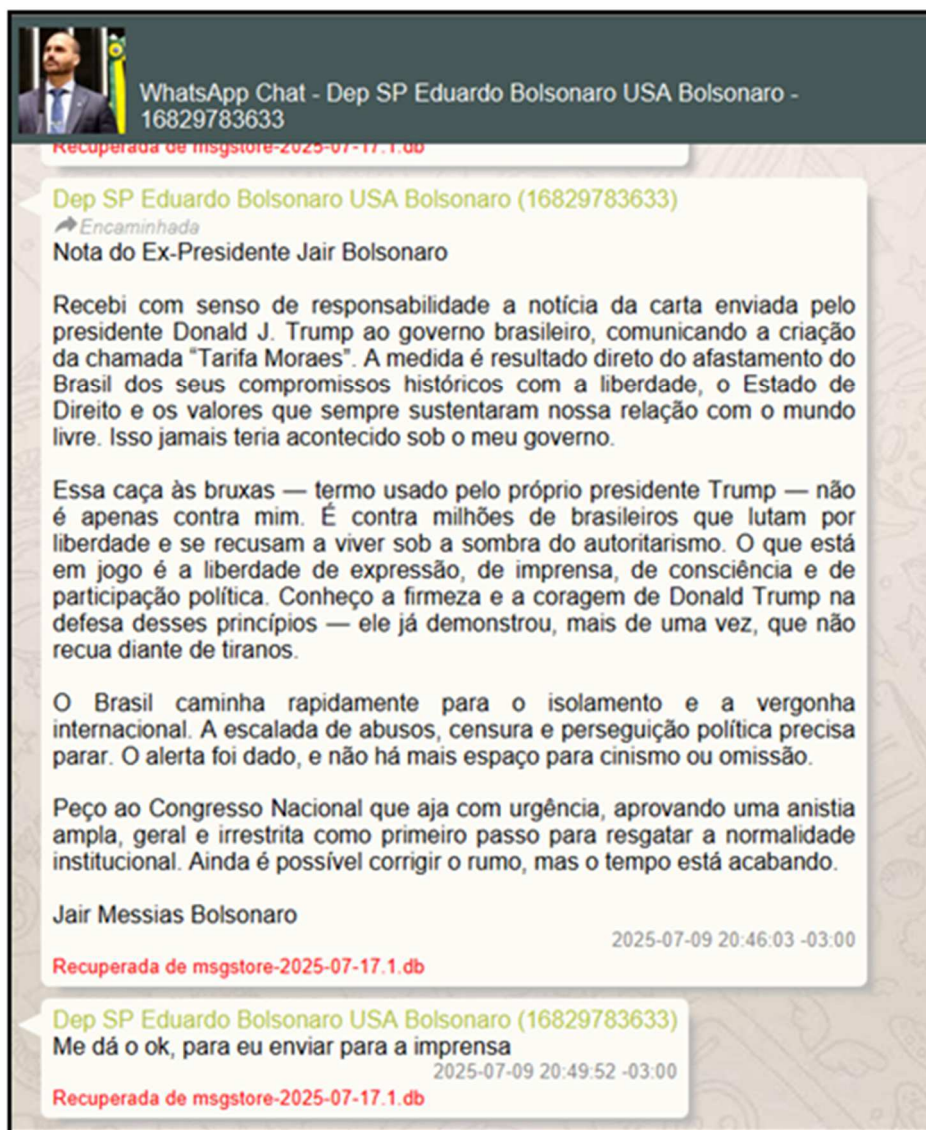 WhatsApp Chat - Dep SP Eduardo Bolsonaro USA Bolsonaro -
16829783633
Recuperada de msgstore-2025-07-17.1.db
Dep SP Eduardo Bolsonaro USA Bolsonaro (16829783633)
Encaminhada
Nota do Ex-Presidente Jair Bolsonaro
Recebi com senso de responsabilidade a notícia da carta enviada pelo
presidente Donald J. Trump ao governo brasileiro, comunicando a criação
da chamada “Tarifa Moraes”. A medida é resultado direto do afastamento do
Brasil dos seus compromissos históricos com a liberdade, o Estado de
Direito e os valores que sempre sustentaram nossa relação com o mundo
livre. Isso jamais teria acontecido sob o meu governo.
Essa caça às bruxas — termo usado pelo próprio presidente Trump — não
é apenas contra mim. É contra milhões de brasileiros que lutam por
liberdade e se recusam a viver sob a sombra do autoritarismo. O que está
em jogo é a liberdade de expressão, de imprensa, de consciência e de
participação política. Conheço a firmeza e a coragem de Donald Trump na
defesa desses princípios — ele já demonstrou, mais de uma vez, que não
recua diante de tiranos.
O Brasil caminha rapidamente para o isolamento e a vergonha
internacional. A escalada de abusos, censura e perseguição política precisa
parar. O alerta foi dado, e não há mais espaço para cinismo ou omissão.
Peço ao Congresso Nacional que aja com urgência, aprovando uma anistia
ampla, geral e irrestrita como primeiro passo para resgatar a normalidade
institucional. Ainda é possível corrigir o rumo, mas o tempo está acabando.
Jair Messias Bolsonaro
2025-07-09 20:46:03 -03:00
Recuperada de msgstore-2025-07-17.1.db
Dep SP Eduardo Bolsonaro USA Bolsonaro (16829783633)
Me dá o ok, para eu enviar para a imprensa
2025-07-09 20:49:52 -03:00
Recuperada de msgstore-2025-07-17.1.db